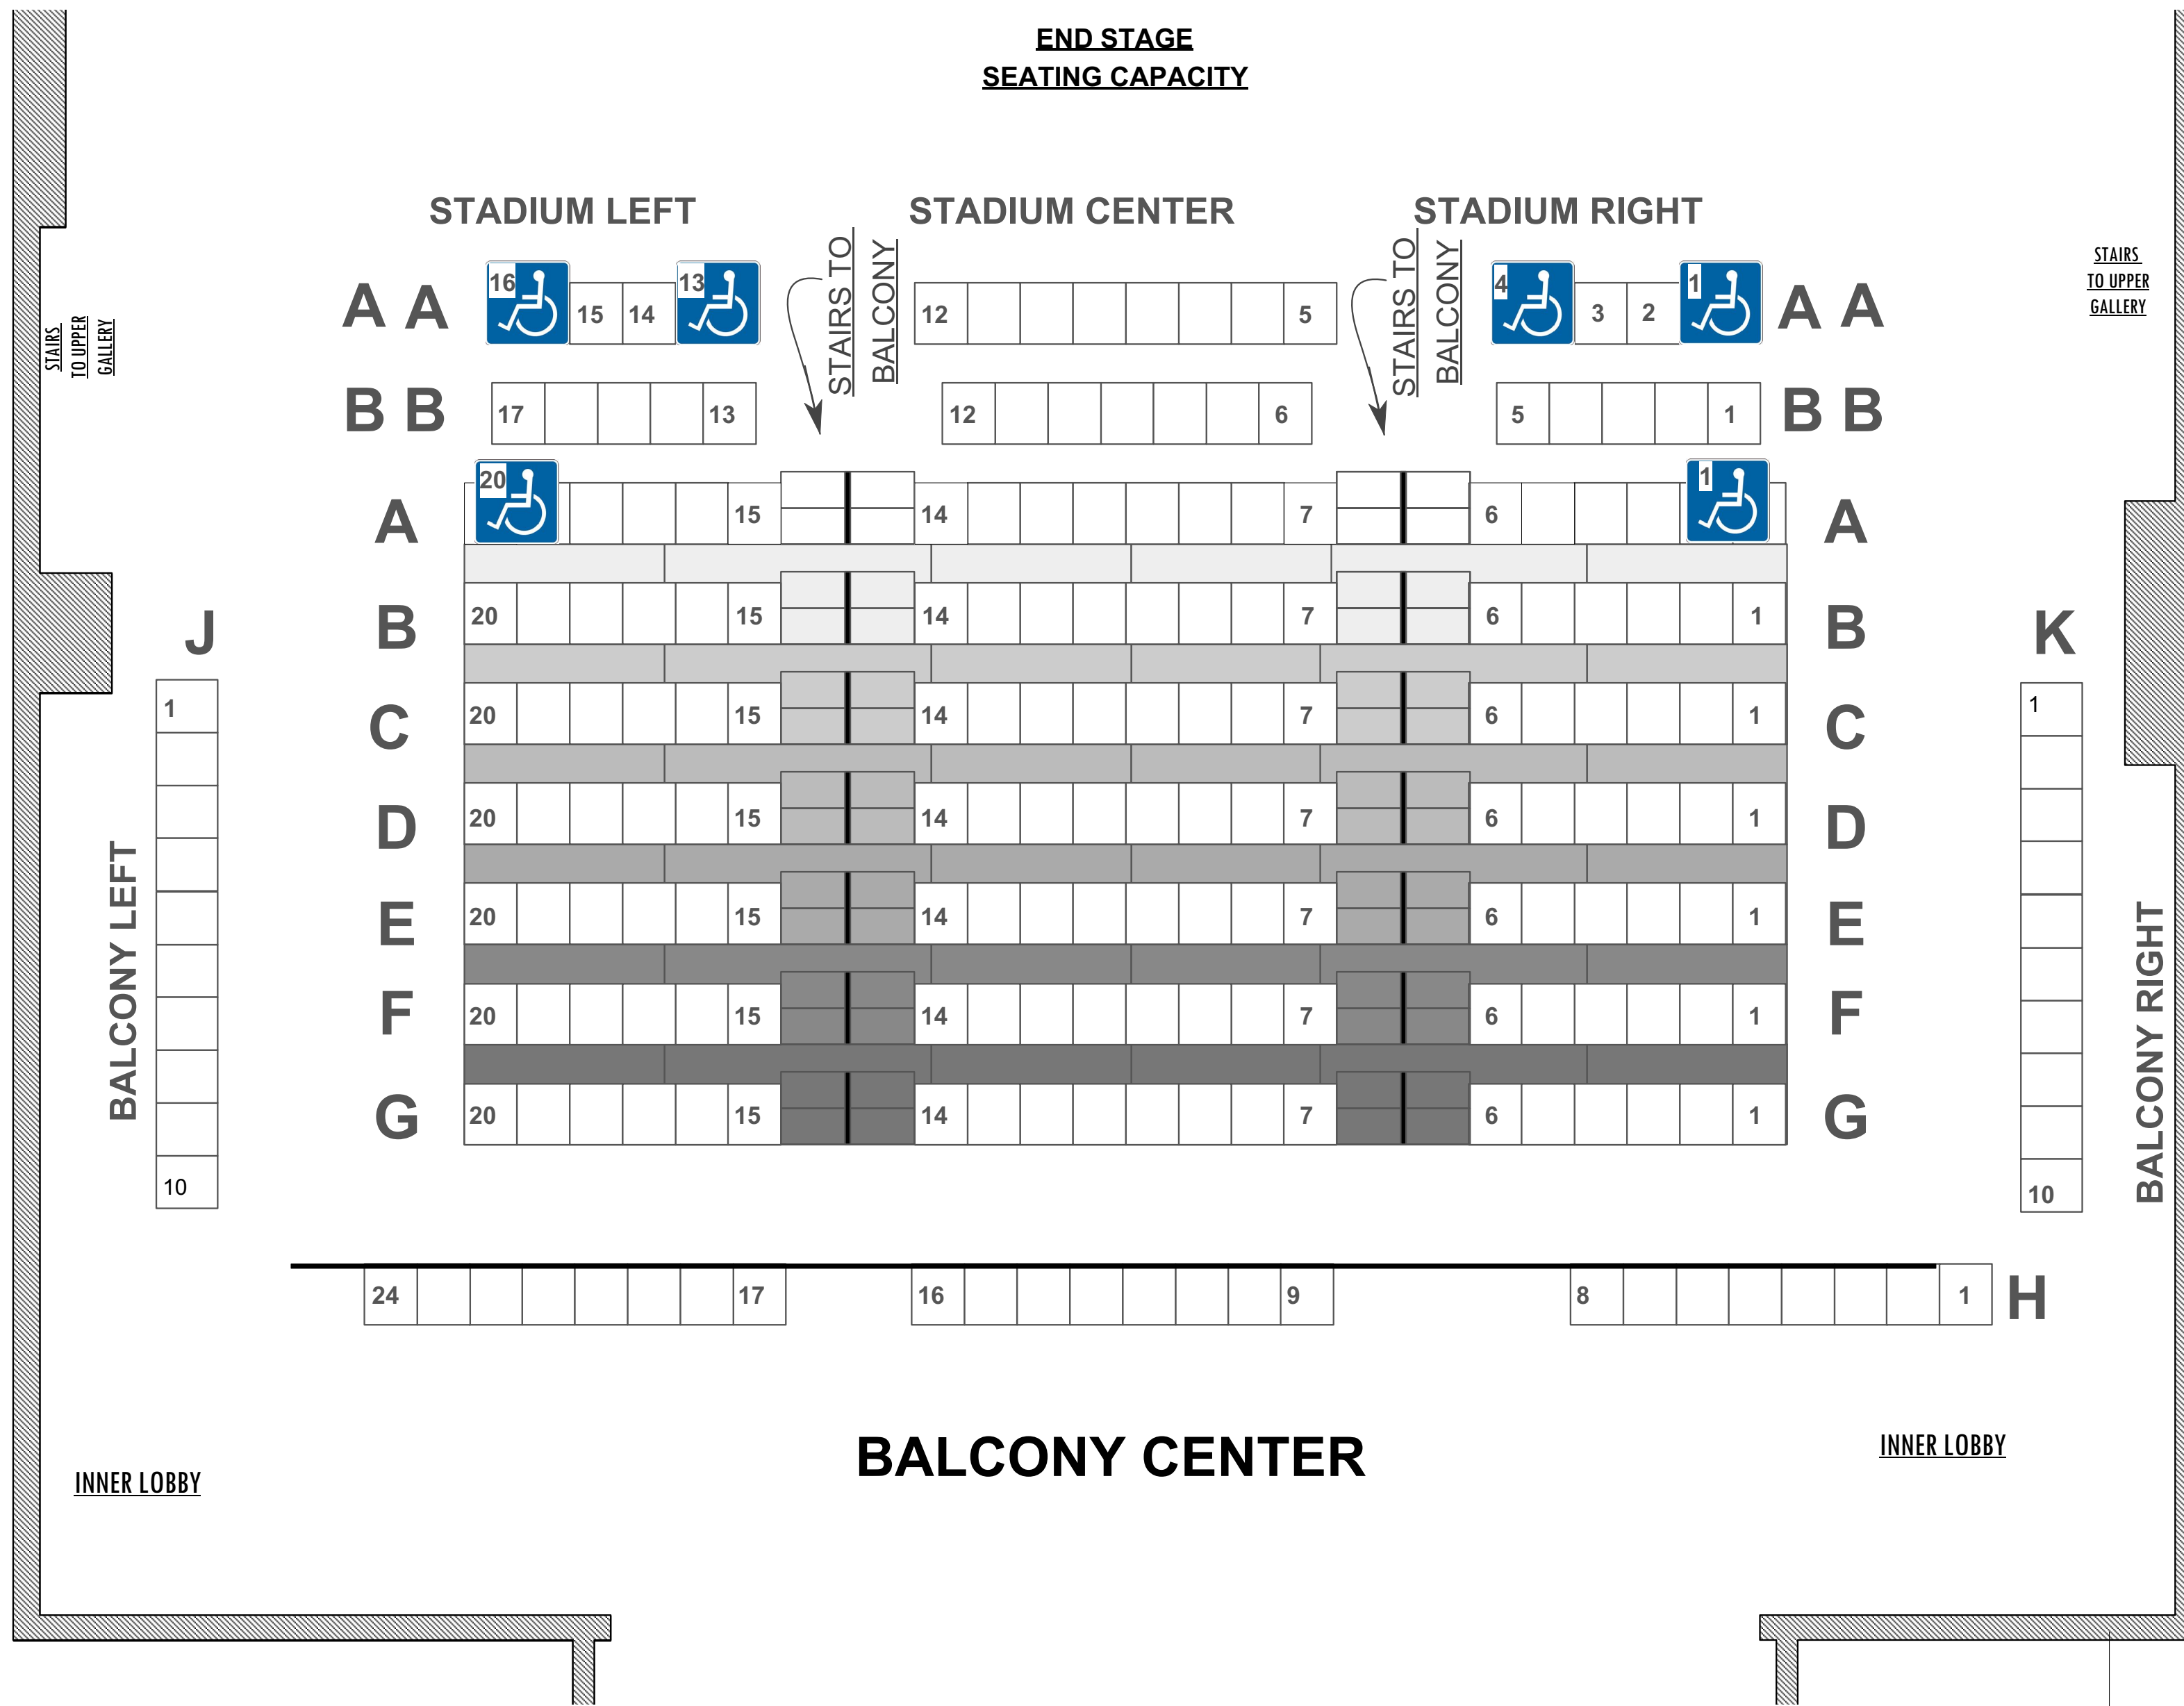 END STAGE
SEATING CAPACITY
STADIUM LEFT STADIUM CENTER STADIUM RIGHT
STAIRS TO
BALCONY
STAIRS TO
BALCONY
STAIRS
TO UPPER
GALLERY
STAIRS
TO UPPER
GALLERY
A A 16 15 14 13 12 5 4 3 2 1 A A
B B 17 13 12 6 5 1 B B
A 20 15 14 7 6 1 A
B 20 15 14 7 6 1 B
C 20 15 14 7 6 1 C
D 20 15 14 7 6 1 D
E 20 15 14 7 6 1 E
F 20 15 14 7 6 1 F
G 20 15 14 7 6 1 G
J
1
10
BALCONY LEFT
K
1
10
BALCONY RIGHT
24 17 16 9 8 1 H
BALCONY CENTER
INNER LOBBY
INNER LOBBY